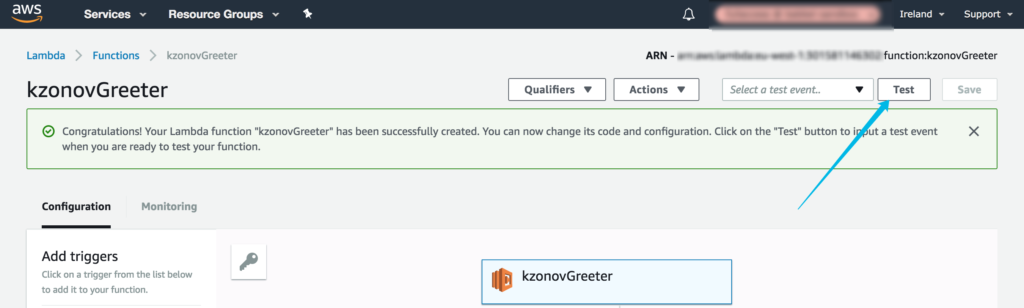 aws
Services
Resource Groups
Ireland
Support
Lambda
Functions
kzonovGreeter
ARN -
function:kzonovGreeter
kzonovGreeter
Qualifiers
Actions
Select a test event..
Test
Save
Congratulations! Your Lambda function "kzonovGreeter" has been successfully created. You can now change its code and configuration. Click on the "Test" button to input a test event
when you are ready to test your function.
Configuration
Monitoring
Add triggers
Click on a trigger from the list below
to add it to your function.
kzonovGreeter